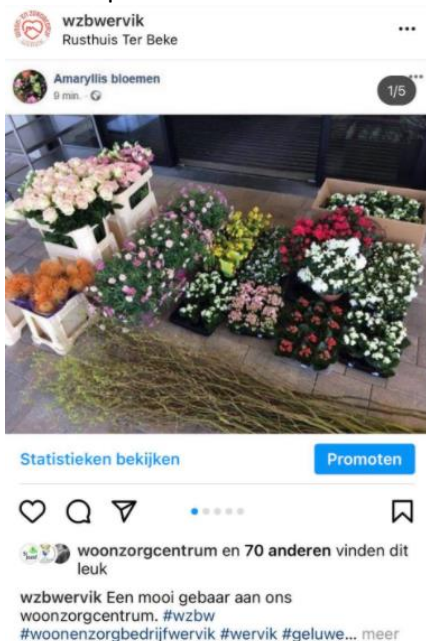 wzbwervik
Rusthuis Ter Beke
Amaryllis bloemen
9 min.
1/5
Statistieken bekijken
Promoten
woonzorgcentrum en 70 anderen vinden dit
leuk
wzbwervik Een mooi gebaar aan ons
woonzorgcentrum. #wzbw
#woonenzorgbedrijfwervik #wervik #geluwe... meer